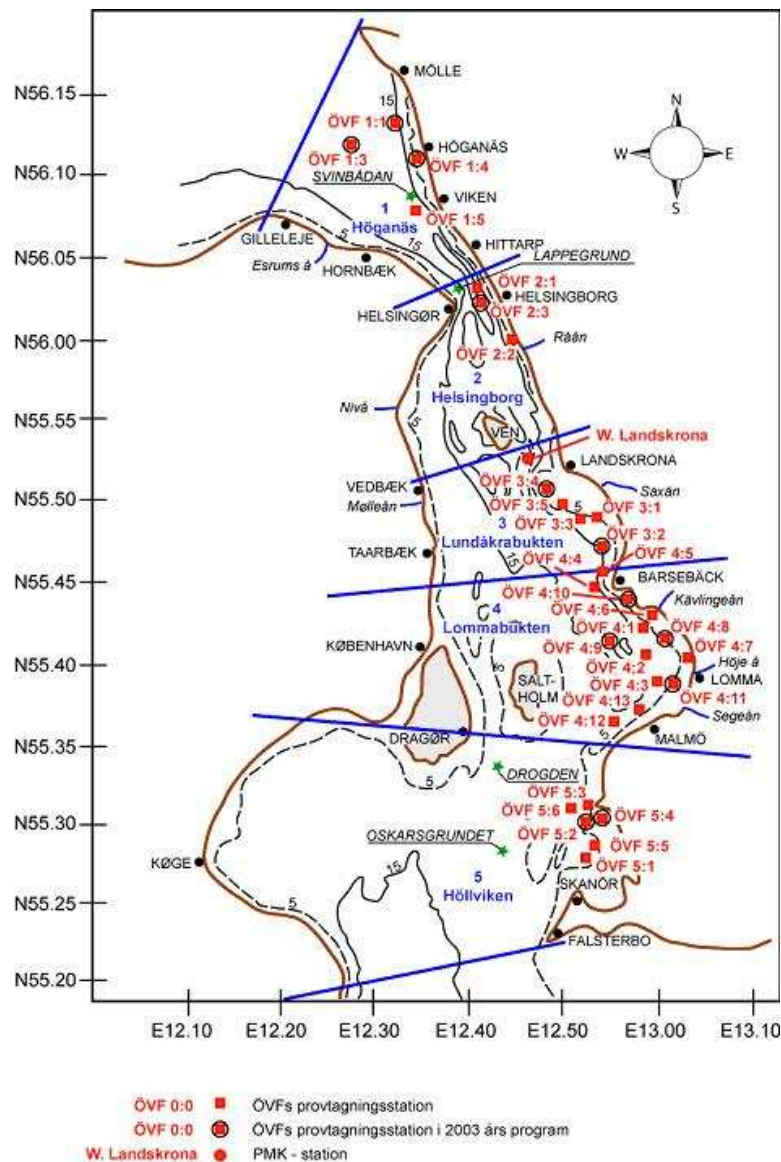 MÖLLE
N56.15
15
ÖVF 1:1
N
W
E
S
HÖGANÄS
ÖVF 1:3
ÖVF 1:4
N56.10
SVINBÅDAN
VIKEN
1
Höganäs
ÖVF 1:5
5
15
GILLELEJE
HITTARP
Esrums å
HORNBÆK
LAPPEGRUND
N56.05
ÖVF 2:1
HELSINGBORG
HELSINGØR
ÖVF 2:3
N56.00
ÖVF 2:2
Råån
2
Helsingborg
Nivå
N55.55
5
VEN
W. Landskrona
LANDSKRONA
VEDBÆK
ÖVF 3:4
Saxån
N55.50
Mølleån
ÖVF 3:5
5
ÖVF 3:1
ÖVF 3:3
3
Lundåkrabukten
ÖVF 3:2
TAARBÆK
15
ÖVF 4:4
ÖVF 4:5
N55.45
BARSEBÄCK
ÖVF 4:10
Kävlingeån
4
Lommabukten
ÖVF 4:6
ÖVF 4:1
ÖVF 4:8
KØBENHAVN
ÖVF 4:9
ÖVF 4:7
N55.40
5
ÖVF 4:2
Höje å
SALT-
HOLM
ÖVF 4:3
LOMMA
ÖVF 4:11
ÖVF 4:13
ÖVF 4:12
Segeån
N55.35
DRAGØR
5
MALMÖ
5
DROGDEN
ÖVF 5:3
N55.30
ÖVF 5:6
ÖVF 5:4
OSKARSGRUNDET
ÖVF 5:2
ÖVF 5:5
KØGE
15
ÖVF 5:1
5
Höllviken
SKANÖR
N55.25
5
FALSTERBO
N55.20
E12.10
E12.20
E12.30
E12.40
E12.50
E13.00
E13.10
ÖVF 0:0 ÖVFs provtagningsstation
ÖVF 0:0 ÖVFs provtagningsstation i 2003 års program
W. Landskrona PMK - station